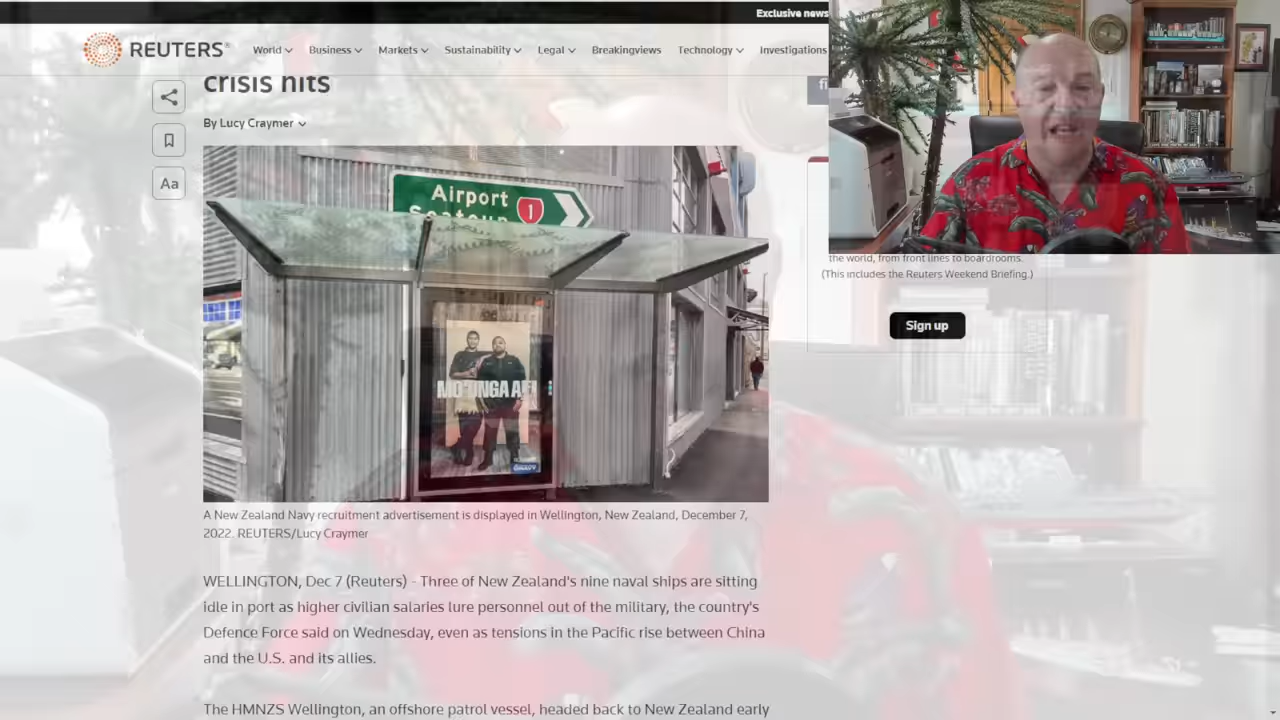 Exclusive news
REUTERS
World
Business
Markets
Sustainability
Legal
Breakingviews
Technology
Investigations
crisis hits
By Lucy Craymer
Aa
Airport
Seatoun
1
MO'UNGA A'E!
the world, from front lines to boardrooms.
(This includes the Reuters Weekend Briefing.)
Sign up
A New Zealand Navy recruitment advertisement is displayed in Wellington, New Zealand, December 7,
2022. REUTERS/Lucy Craymer
WELLINGTON, Dec 7 (Reuters) - Three of New Zealand's nine naval ships are sitting
idle in port as higher civilian salaries lure personnel out of the military, the country's
Defence Force said on Wednesday, even as tensions in the Pacific rise between China
and the U.S. and its allies.
The HMNZS Wellington, an offshore patrol vessel, headed back to New Zealand early